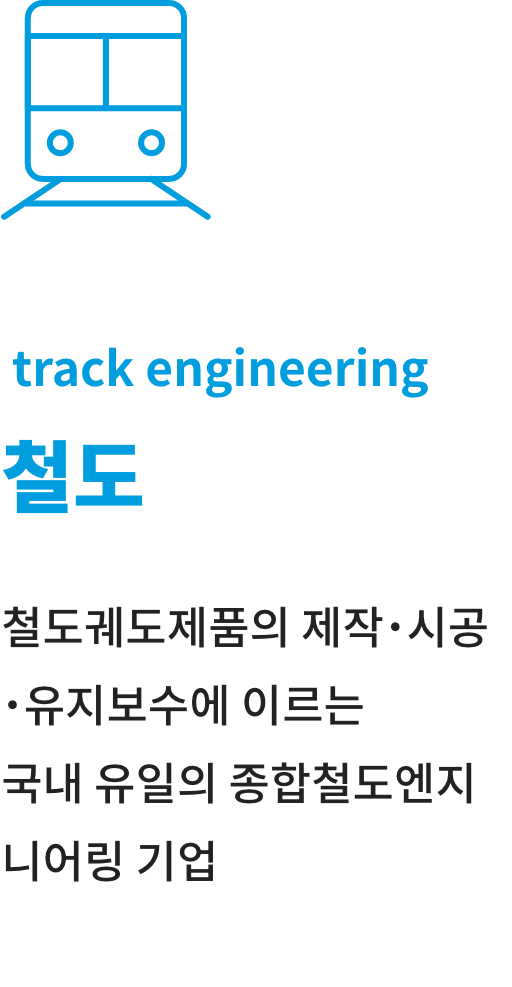 track engineering
철도
철도궤도제품의 제작·시공
·유지보수에 이르는
국내 유일의 종합철도엔지
니어링 기업